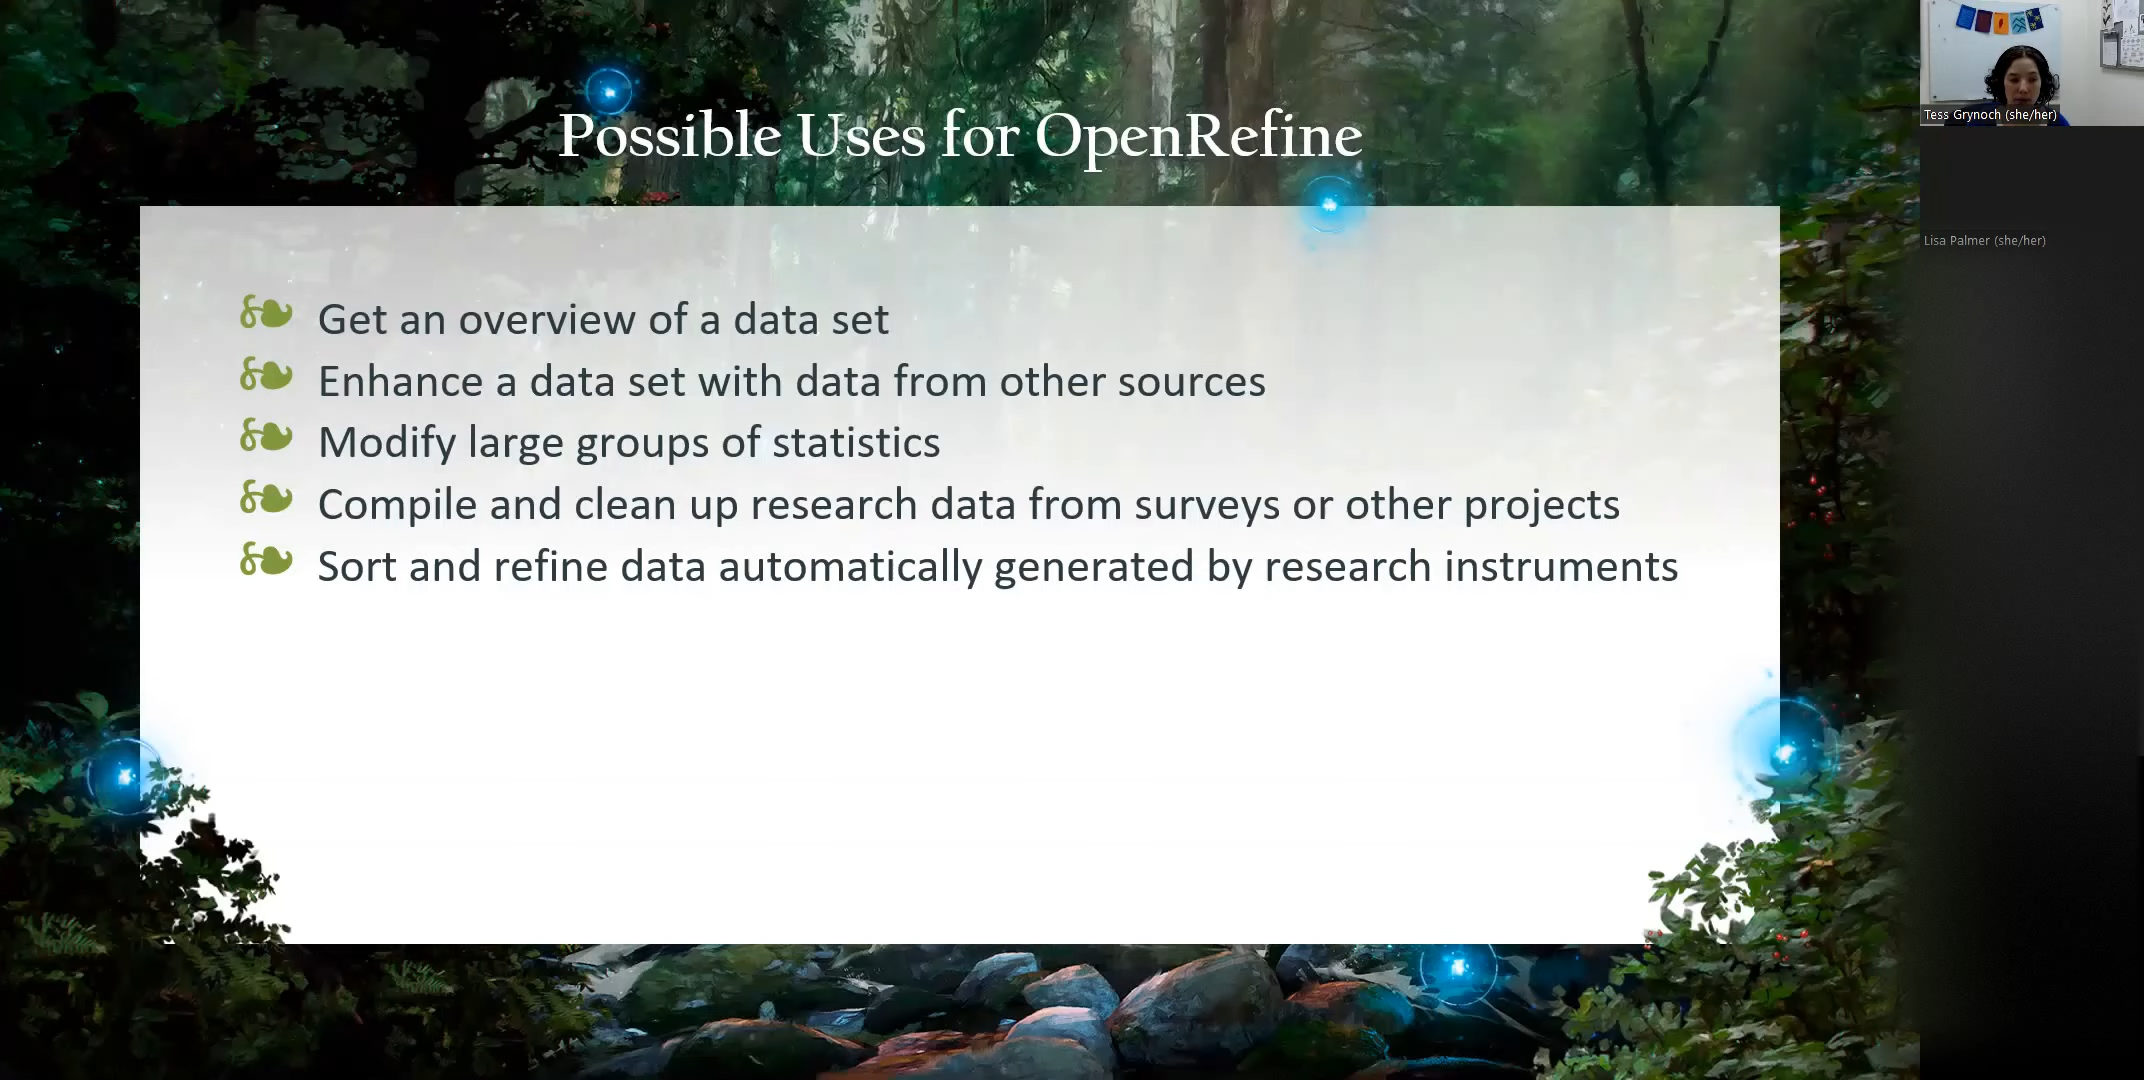 Possible Uses for OpenRefine
Get an overview of a data set
Enhance a data set with data from other sources
Modify large groups of statistics
Compile and clean up research data from surveys or other projects
Sort and refine data automatically generated by research instruments
Tess Grynoch (she/her)
Lisa Palmer (she/her)